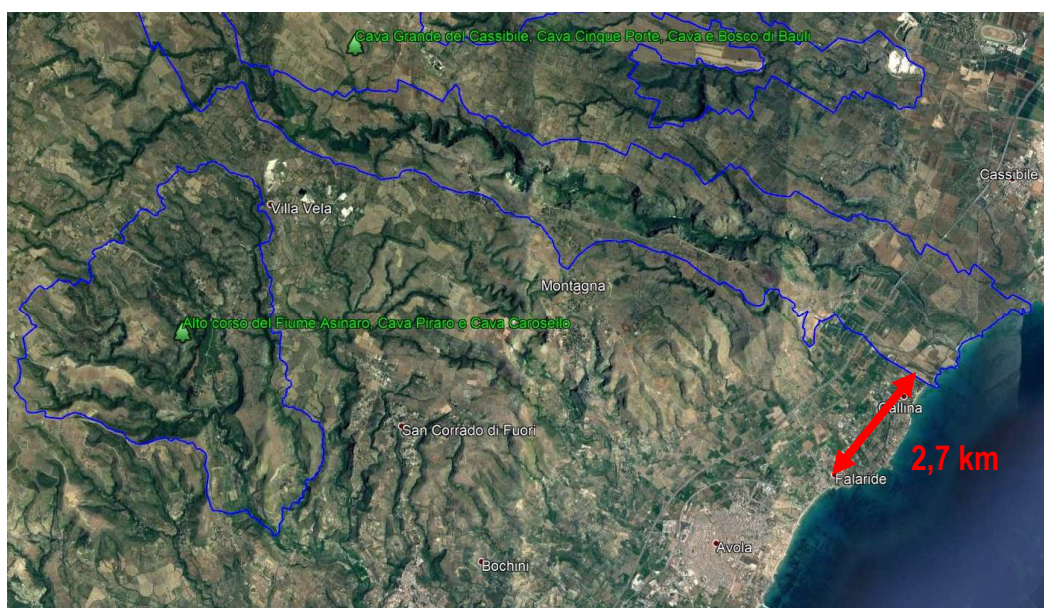 Cava Grande del Cassibile, Cava Cinque Porte, Cava e Bosco di Bauli
Cassibile
Villa Vela
Montagna
Alto corso del Fiume Asinaro, Cava Piraro e Cava Carosello
Gallina
San Corrado di Fuori
2,7 km
Falaride
Avola
Bochini